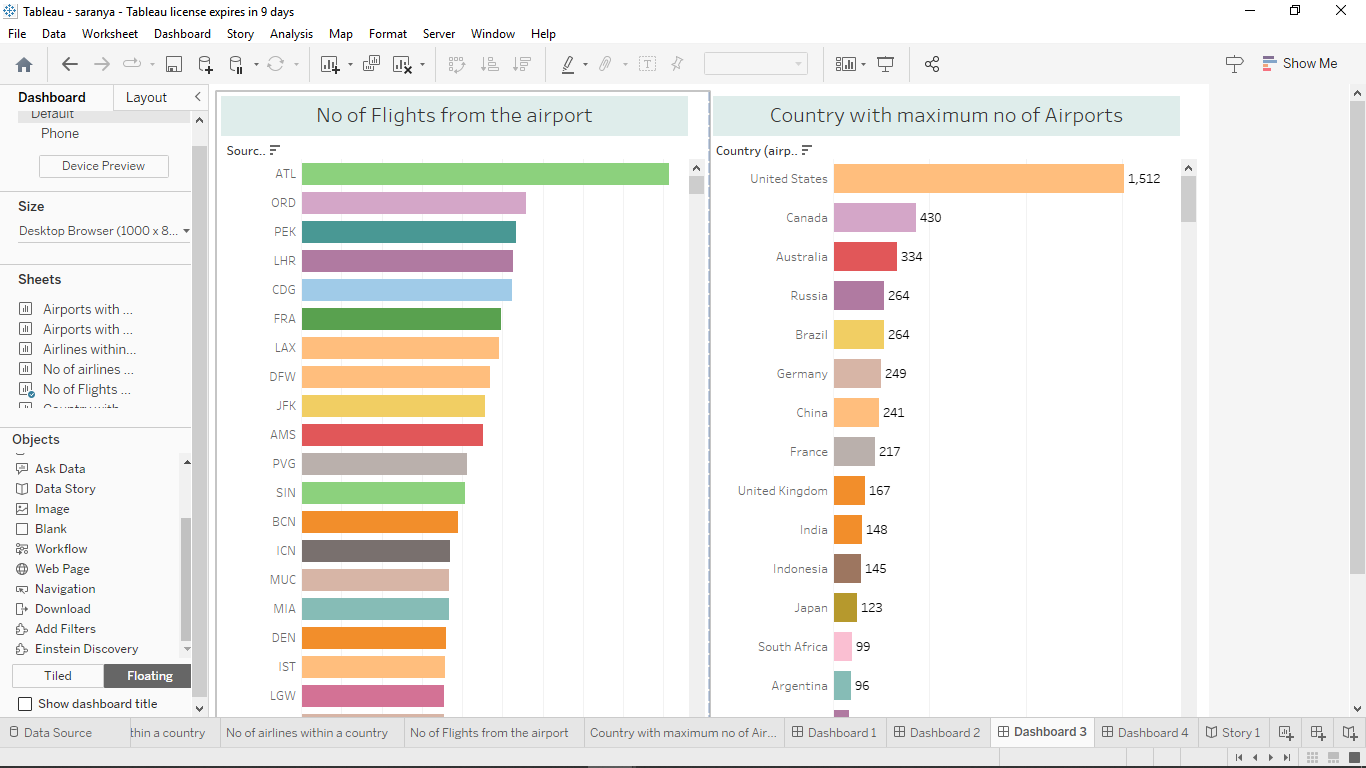 Tableau - saranya - Tableau license expires in 9 days
File Data Worksheet Dashboard Story Analysis Map Format Server Window Help
Show Me
Dashboard Layout
Default
Phone
Device Preview
Size
Desktop Browser (1000 x 8...
Sheets
Airports with ...
Airports with ...
Airlines within...
No of airlines ...
No of Flights ...
Country with
Objects
Ask Data
Data Story
Image
Blank
Workflow
Web Page
Navigation
Download
Add Filters
Einstein Discovery
Tiled Floating
Show dashboard title
No of Flights from the airport
Sourc..
ATL
ORD
PEK
LHR
CDG
FRA
LAX
DFW
JFK
AMS
PVG
SIN
BCN
ICN
MUC
MIA
DEN
IST
LGW
Country with maximum no of Airports
Country (airp..
United States 1,512
Canada 430
Australia 334
Russia 264
Brazil 264
Germany 249
China 241
France 217
United Kingdom 167
India 148
Indonesia 145
Japan 123
South Africa 99
Argentina 96
Data Source thin a country No of airlines within a country No of Flights from the airport Country with maximum no of Air... Dashboard 1 Dashboard 2 Dashboard 3 Dashboard 4 Story 1